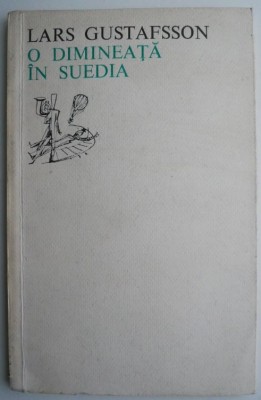 LARS GUSTAFSSON
O DIMINEAȚĂ
ÎN SUEDIA